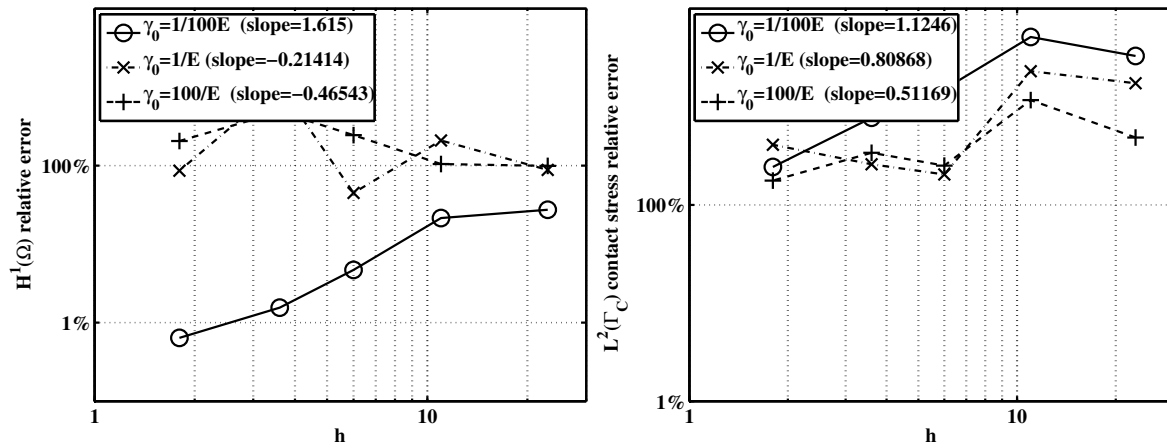 γ0=1/100E (slope=1.615)
γ0=1/E (slope=−0.21414)
γ0=100/E (slope=−0.46543)
100%
1%
H1(Ω) relative error
1
10
h
γ0=1/100E (slope=1.1246)
γ0=1/E (slope=0.80868)
γ0=100/E (slope=0.51169)
100%
1%
L2(ΓC) contact stress relative error
1
10
h